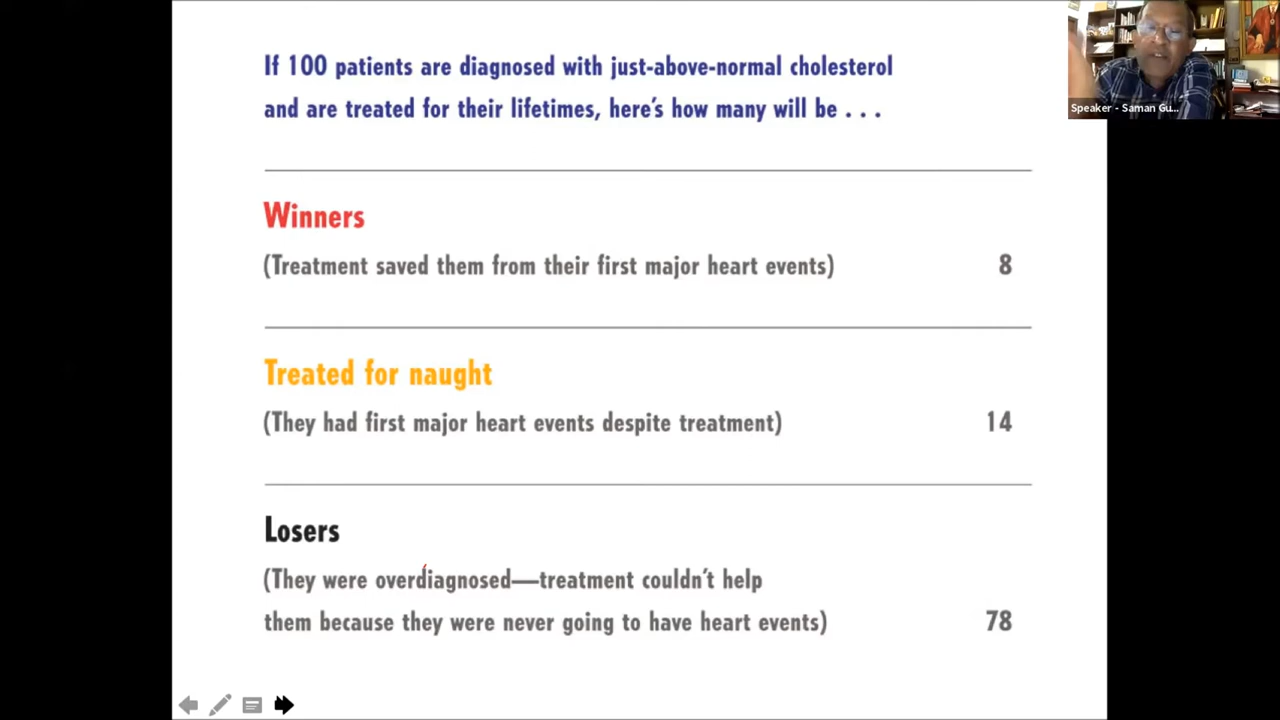 If 100 patients are diagnosed with just-above-normal cholesterol
and are treated for their lifetimes, here's how many will be . . .
Winners
(Treatment saved them from their first major heart events) 8
Treated for naught
(They had first major heart events despite treatment) 14
Losers
(They were overdiagnosed—treatment couldn't help
them because they were never going to have heart events) 78
Speaker - Saman Gu...